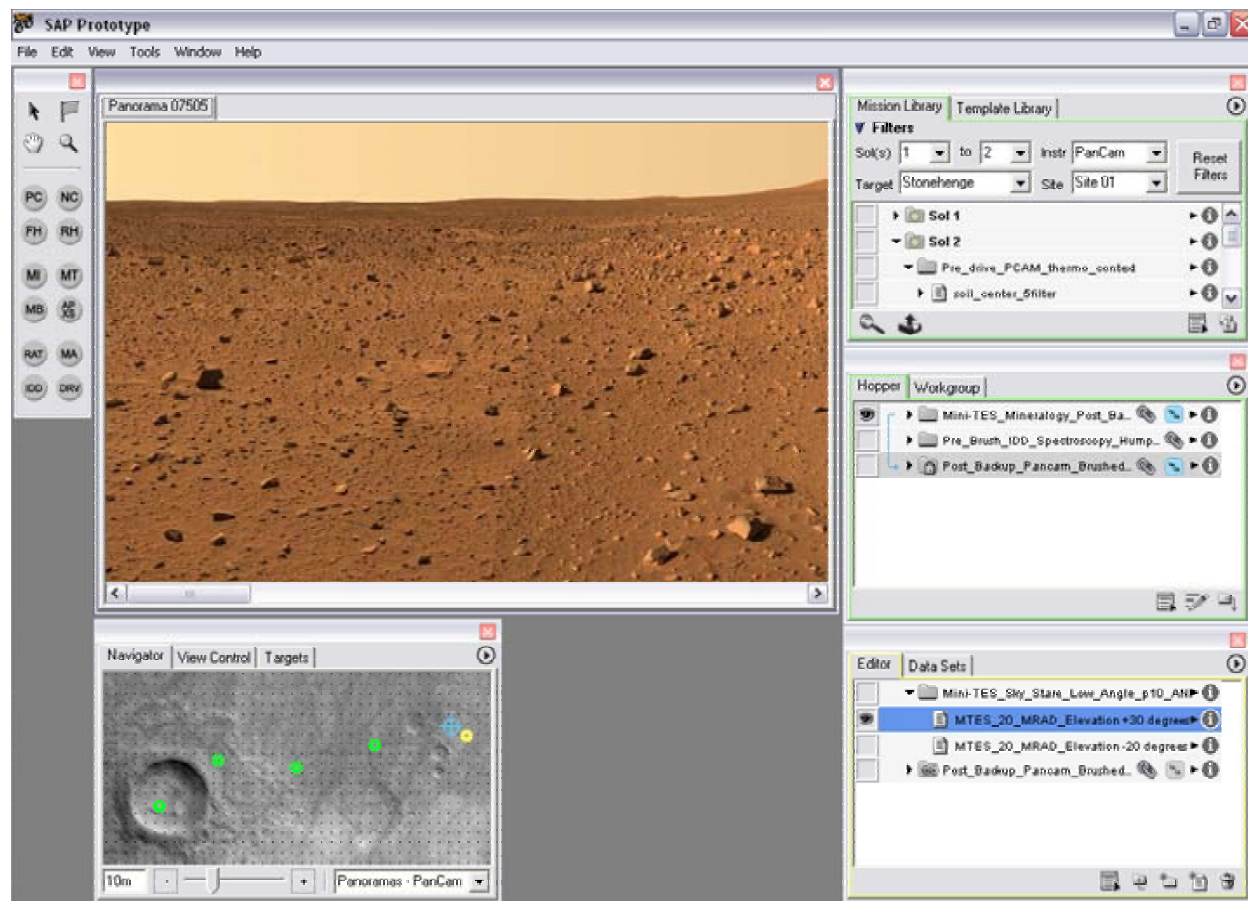 SAP Prototype
File Edit View Tools Window Help
Panorama 07505
PC NC
FH RH
MI MT
MB APXS
RAT MA
IDD DRV
Mission Library Template Library
Filters
Sol(s) 1 to 2 Instr PanCam
Reset Filters
Target Stonehenge Site Site 01
Sol 1
Sol 2
Pre_drive_PCAM_thermo_conted
soil_center_5filter
Hopper Workgroup
Mini-TES_Mineralogy_Post_Ba...
Pre_Brush_IDD_Spectroscopy_Hump...
Post_Backup_Pancam_Brushed...
Navigator View Control Targets
10m - + Panoramas - PanCam
Editor Data Sets
Mini-TES_Sky_Stare_Low_Angle_p10_AN
MTES_20_MRAD_Elevation +30 degrees
MTES_20_MRAD_Elevation -20 degrees
Post_Backup_Pancam_Brushed...